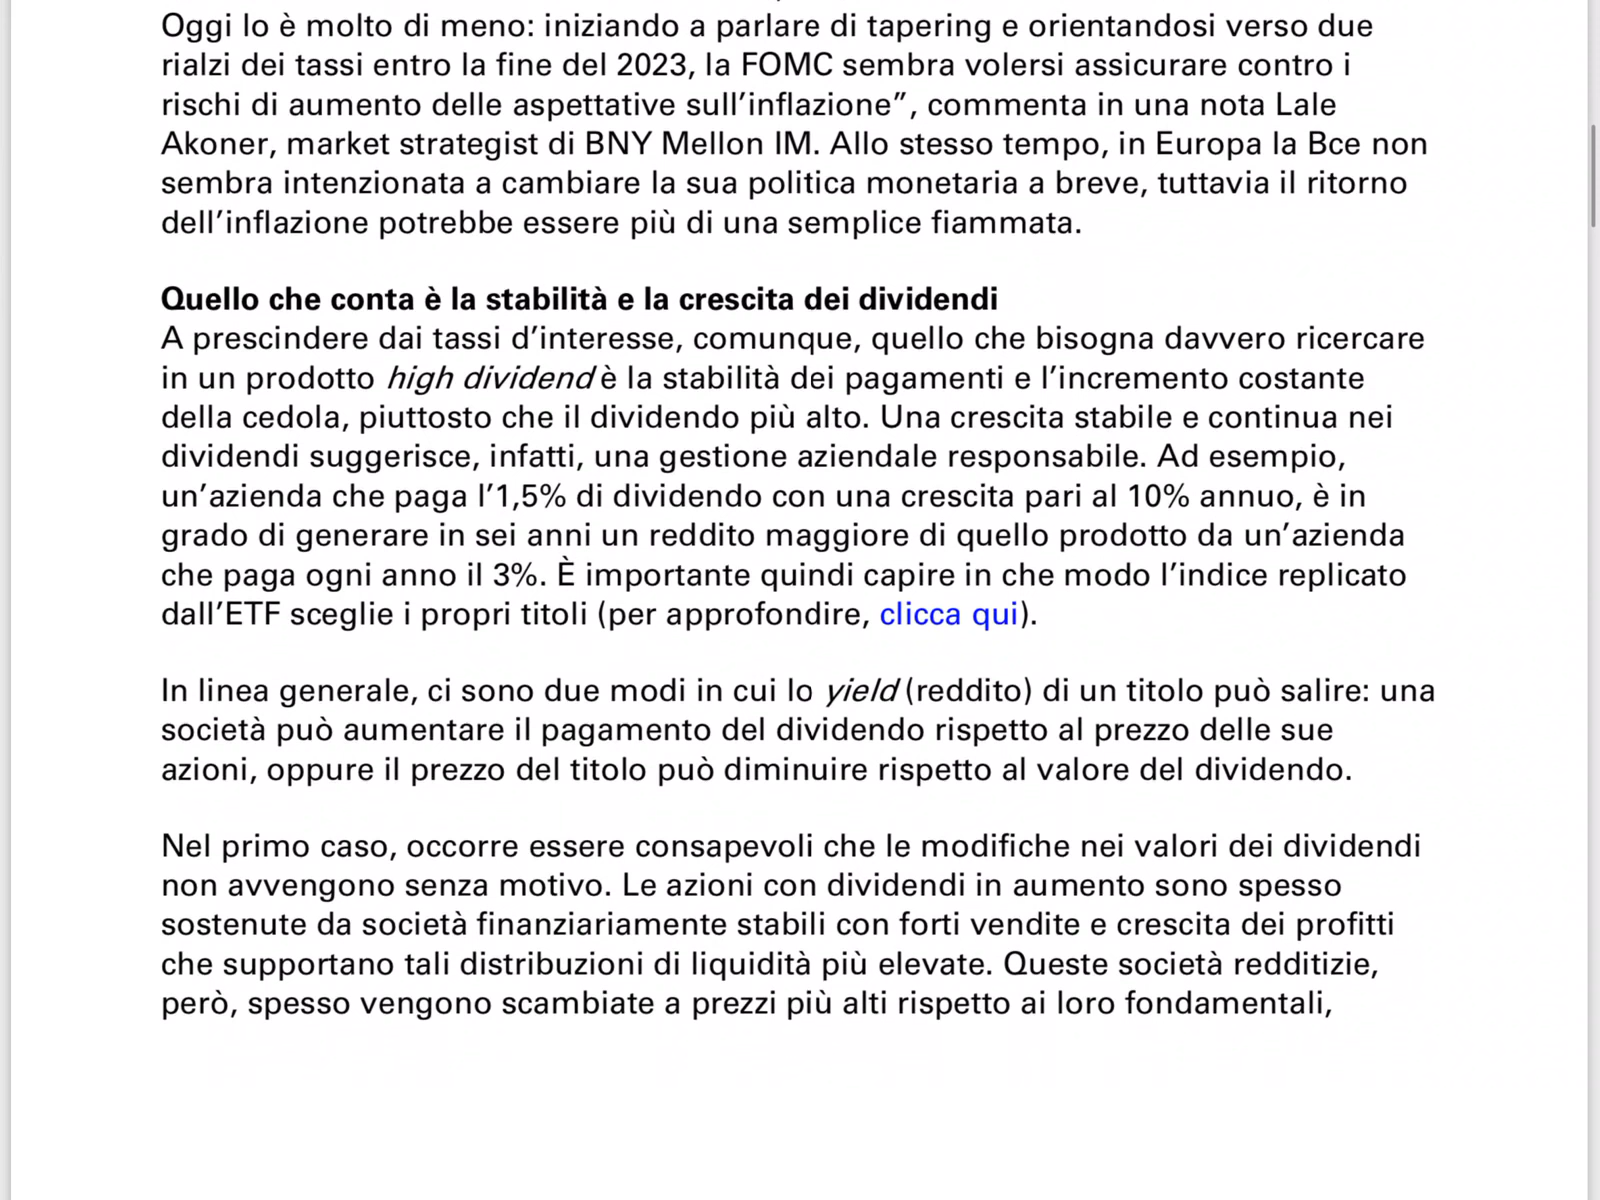 Oggi lo è molto di meno: iniziando a parlare di tapering e orientandosi verso due
rialzi dei tassi entro la fine del 2023, la FOMC sembra volersi assicurare contro i
rischi di aumento delle aspettative sull’inflazione”, commenta in una nota Lale
Akoner, market strategist di BNY Mellon IM. Allo stesso tempo, in Europa la Bce non
sembra intenzionata a cambiare la sua politica monetaria a breve, tuttavia il ritorno
dell’inflazione potrebbe essere più di una semplice fiammata.
Quello che conta è la stabilità e la crescita dei dividendi
A prescindere dai tassi d’interesse, comunque, quello che bisogna davvero ricercare
in un prodotto high dividend è la stabilità dei pagamenti e l’incremento costante
della cedola, piuttosto che il dividendo più alto. Una crescita stabile e continua nei
dividendi suggerisce, infatti, una gestione aziendale responsabile. Ad esempio,
un’azienda che paga l’1,5% di dividendo con una crescita pari al 10% annuo, è in
grado di generare in sei anni un reddito maggiore di quello prodotto da un’azienda
che paga ogni anno il 3%. È importante quindi capire in che modo l’indice replicato
dall’ETF sceglie i propri titoli (per approfondire, clicca qui).
In linea generale, ci sono due modi in cui lo yield (reddito) di un titolo può salire: una
società può aumentare il pagamento del dividendo rispetto al prezzo delle sue
azioni, oppure il prezzo del titolo può diminuire rispetto al valore del dividendo.
Nel primo caso, occorre essere consapevoli che le modifiche nei valori dei dividendi
non avvengono senza motivo. Le azioni con dividendi in aumento sono spesso
sostenute da società finanziariamente stabili con forti vendite e crescita dei profitti
che supportano tali distribuzioni di liquidità più elevate. Queste società redditizie,
però, spesso vengono scambiate a prezzi più alti rispetto ai loro fondamentali,